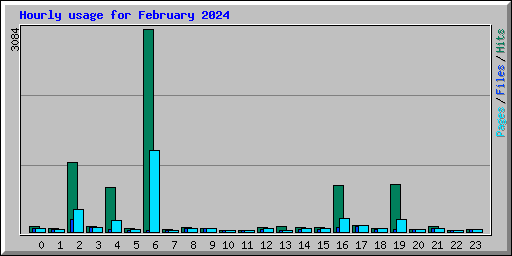 Hourly usage for February 2024
3084
Pages/Files/Hits
0 1 2 3 4 5 6 7 8 9 10 11 12 13 14 15 16 17 18 19 20 21 22 23